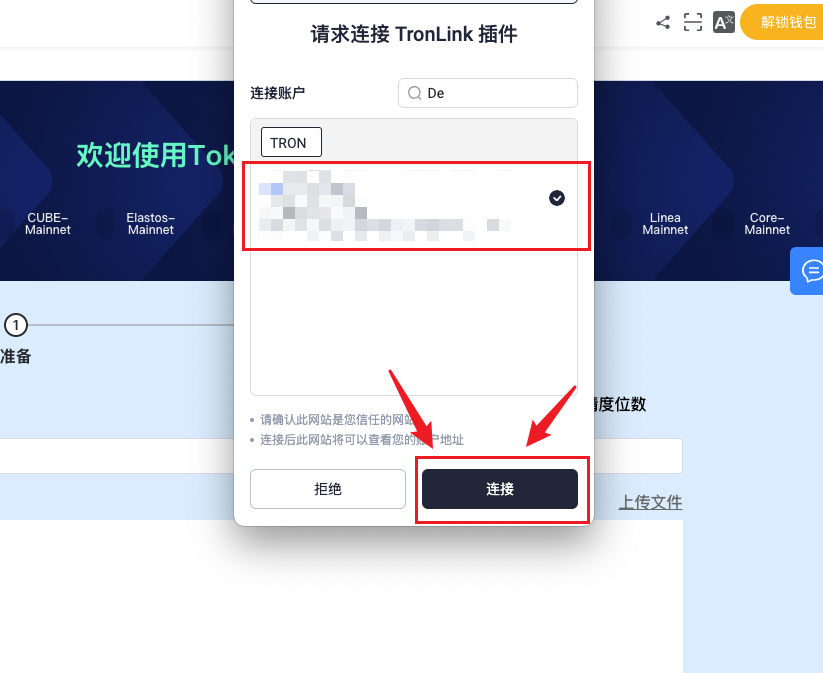 请求连接 TronLink 插件
解锁钱包
连接账户
De
TRON
欢迎使用Tok
CUBE-
Mainnet
Elastos-
Mainnet
Linea
Mainnet
Core-
Mainnet
1
准备
度位数
请确认此网站是您信任的网站
连接后此网站将可以查看您的账户地址
拒绝
连接
上传文件